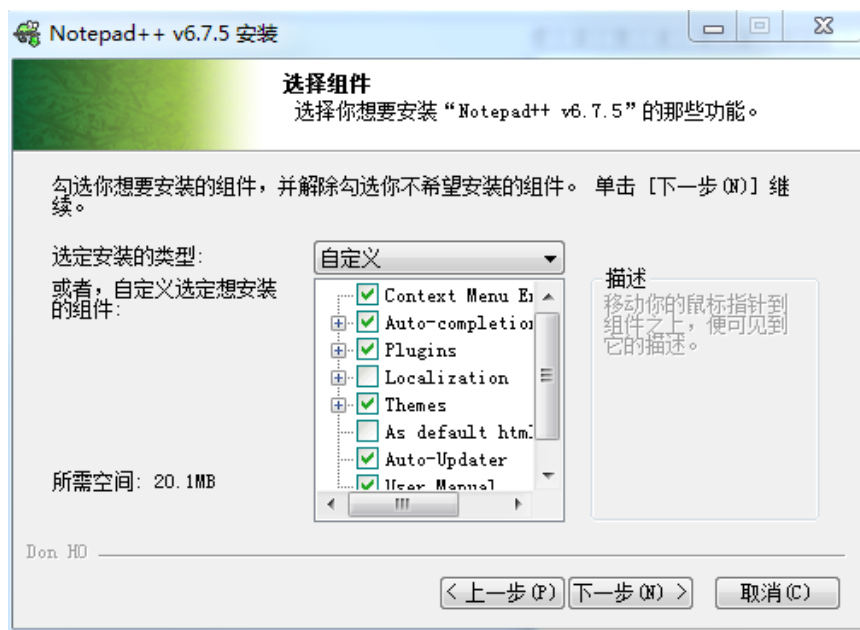 Notepad++ v6.7.5 安装
选择组件
选择你想要安装“Notepad++ v6.7.5”的那些功能。
勾选你想要安装的组件，并解除勾选你不希望安装的组件。 单击 [下一步(N)] 继
续。
选定安装的类型:
自定义
或者，自定义选定想安装
的组件:
Context Menu
Auto-completion
Plugins
Localization
Themes
As default html
Auto-Updater
User Manual
描述
移动你的鼠标指针到
组件之上，便可见到
它的描述。
所需空间: 20.1MB
Don HO
< 上一步(P)
下一步(N) >
取消(C)